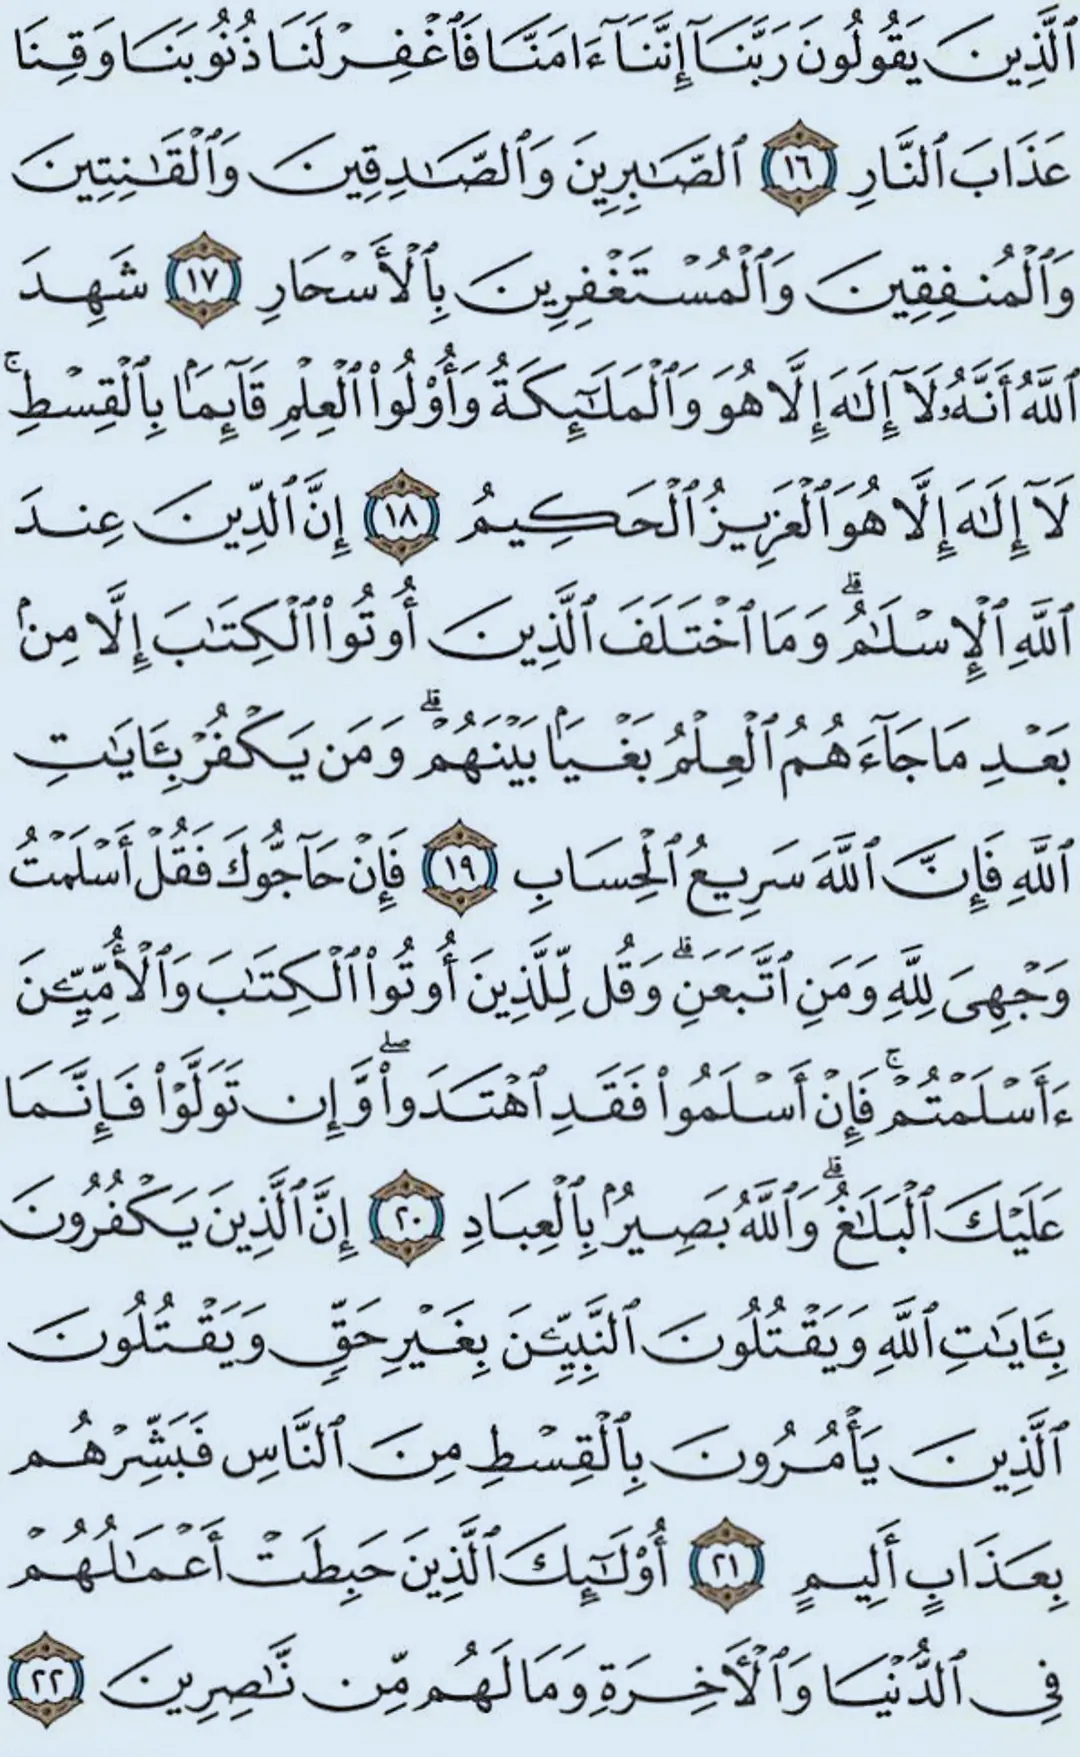 ٱلَّذِينَ يَقُولُونَ رَبَّنَآ إِنَّنَآ ءَامَنَّا فَٱغْفِرْ لَنَا ذُنُوبَنَا وَقِنَا
عَذَابَ ٱلنَّارِ ١٦ ٱلصَّٰبِرِينَ وَٱلصَّٰدِقِينَ وَٱلْقَٰنِتِينَ
وَٱلْمُنفِقِينَ وَٱلْمُسْتَغْفِرِينَ بِٱلْأَسْحَارِ ١٧ شَهِدَ
ٱللَّهُ أَنَّهُۥ لَآ إِلَٰهَ إِلَّا هُوَ وَٱلْمَلَٰٓئِكَةُ وَأُو۟لُوا۟ ٱلْعِلْمِ قَآئِمًۢا بِٱلْقِسْطِۚ
لَآ إِلَٰهَ إِلَّا هُوَ ٱلْعَزِيزُ ٱلْحَكِيمُ ١٨ إِنَّ ٱلدِّينَ عِندَ
ٱللَّهِ ٱلْإِسْلَٰمُۗ وَمَا ٱخْتَلَفَ ٱلَّذِينَ أُوتُوا۟ ٱلْكِتَٰبَ إِلَّا مِنۢ
بَعْدِ مَا جَآءَهُمُ ٱلْعِلْمُ بَغْيًۢا بَيْنَهُمْۗ وَمَن يَكْفُرْ بِـَٔايَٰتِ
ٱللَّهِ فَإِنَّ ٱللَّهَ سَرِيعُ ٱلْحِسَابِ ١٩ فَإِنْ حَآجُّوكَ فَقُلْ أَسْلَمْتُ
وَجْهِىَ لِلَّهِ وَمَنِ ٱتَّبَعَنِۗ وَقُل لِّلَّذِينَ أُوتُوا۟ ٱلْكِتَٰبَ وَٱلْأُمِّيِّـۧنَ
ءَأَسْلَمْتُمْۚ فَإِنْ أَسْلَمُوا۟ فَقَدِ ٱهْتَدَوا۟ۖ وَّإِن تَوَلَّوْا۟ فَإِنَّمَا
عَلَيْكَ ٱلْبَلَٰغُۗ وَٱللَّهُ بَصِيرٌۢ بِٱلْعِبَادِ ٢٠ إِنَّ ٱلَّذِينَ يَكْفُرُونَ
بِـَٔايَٰتِ ٱللَّهِ وَيَقْتُلُونَ ٱلنَّبِيِّـۧنَ بِغَيْرِ حَقٍّ وَيَقْتُلُونَ
ٱلَّذِينَ يَأْمُرُونَ بِٱلْقِسْطِ مِنَ ٱلنَّاسِ فَبَشِّرْهُم
بِعَذَابٍ أَلِيمٍ ٢١ أُو۟لَٰٓئِكَ ٱلَّذِينَ حَبِطَتْ أَعْمَٰلُهُمْ
فِى ٱلدُّنْيَا وَٱلْءَاخِرَةِ وَمَا لَهُم مِّن نَّٰصِرِينَ ٢٢